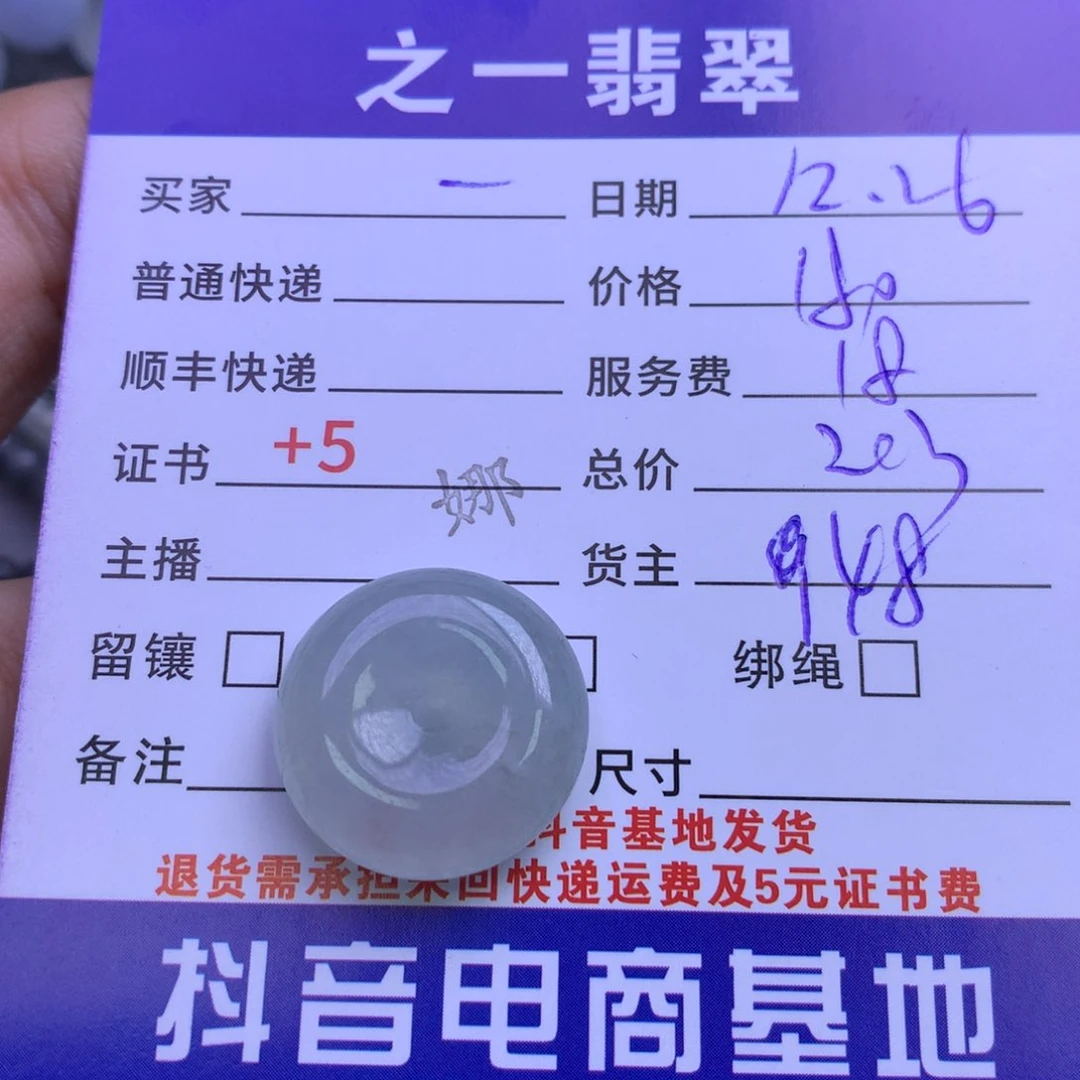 之一翡翠
买家 一 日期 12.26
普通快递 价格 180
顺丰快递 服务费 18
证书 +5 总价 203
娜
主播 货主 948
留镶 绑绳
备注 尺寸
抖音基地发货
退货需承担来回快递运费及5元证书费
抖音电商基地